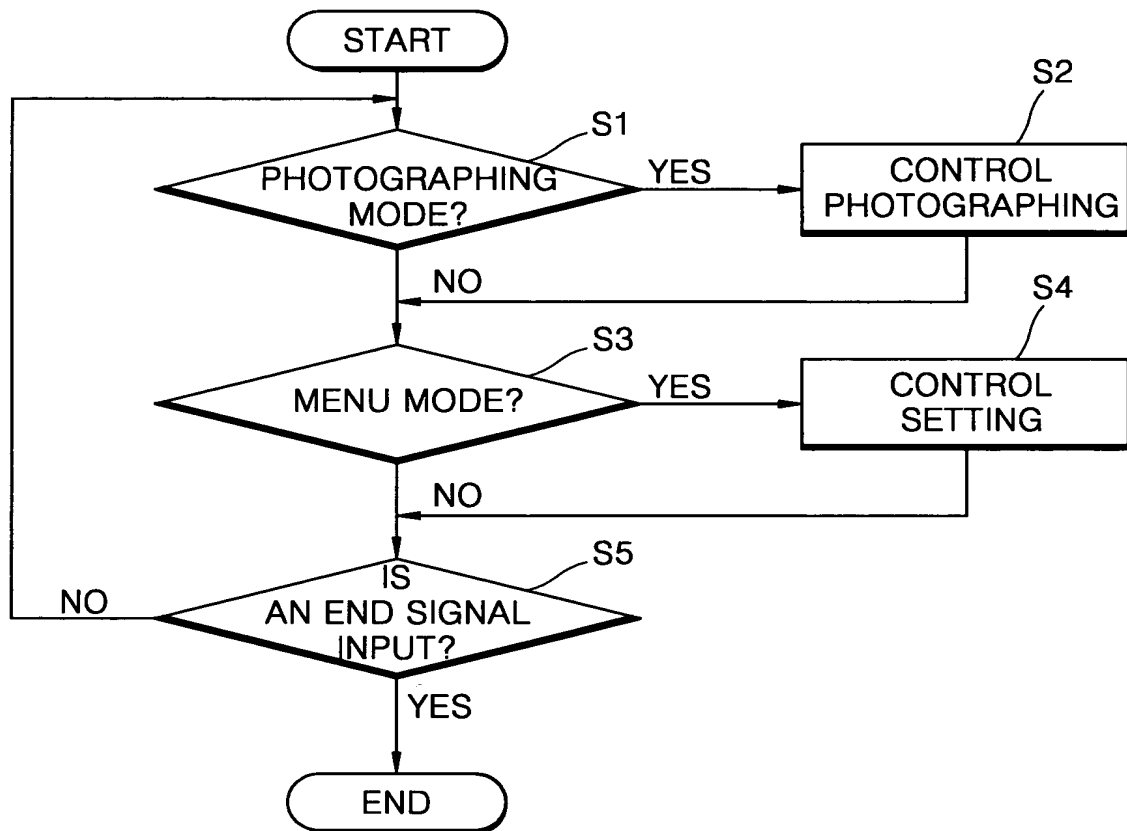 START
S1
PHOTOGRAPHING
MODE?
YES
S2
CONTROL
PHOTOGRAPHING
NO
S3
MENU MODE?
YES
S4
CONTROL
SETTING
NO
S5
IS
AN END SIGNAL
INPUT?
NO
YES
END